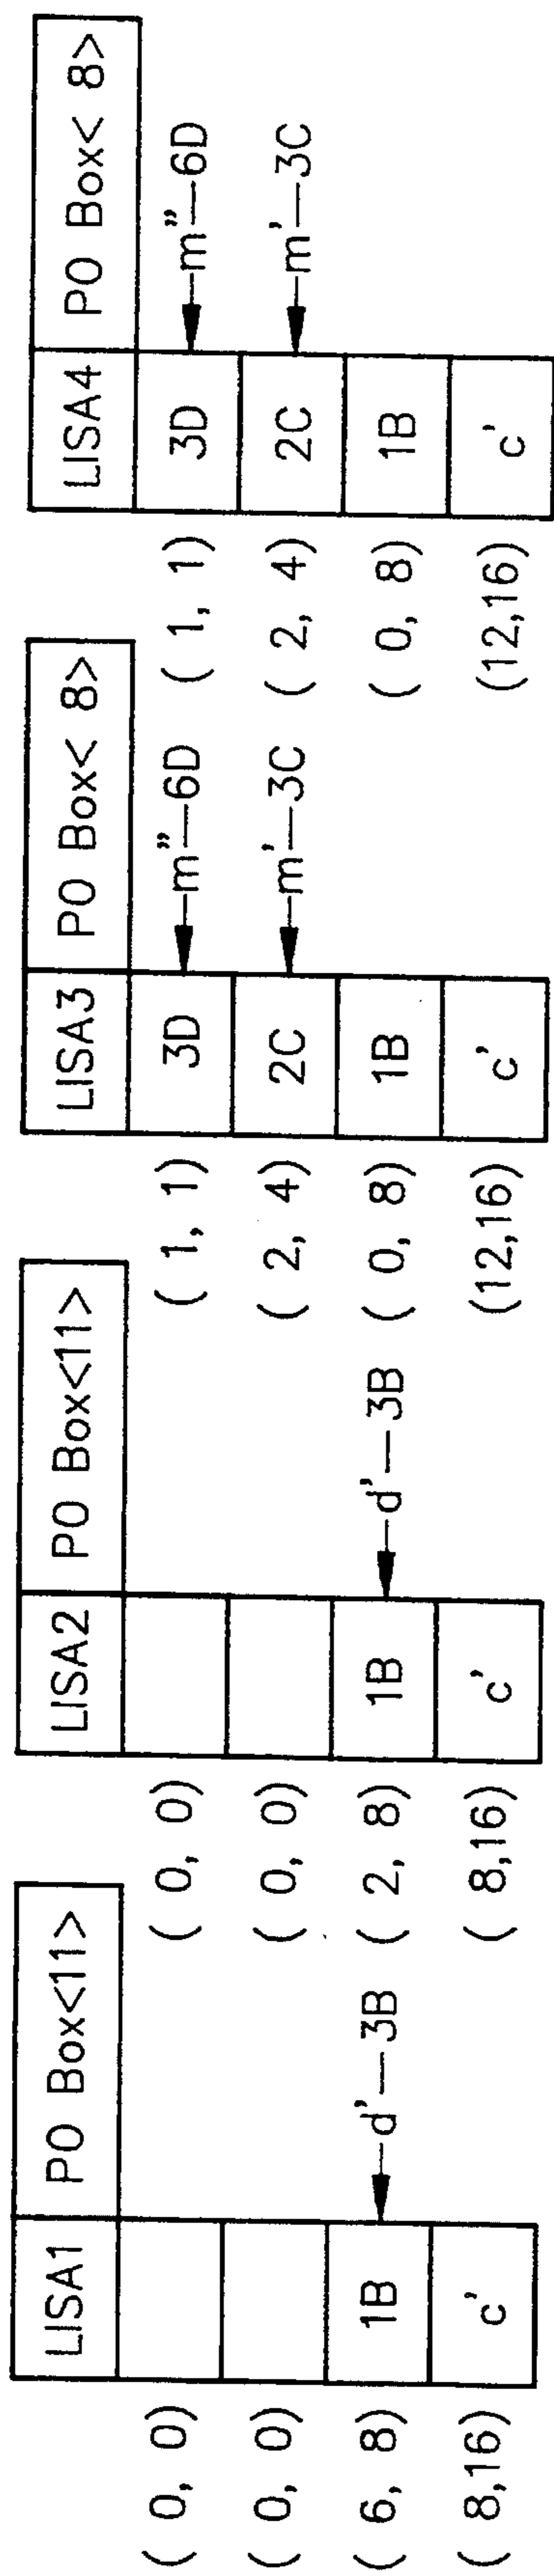 LISA1 PO Box<11> LISA2 PO Box<11> LISA3 PO Box< 8> LISA4 PO Box< 8>
( 0, 0) ( 0, 0) ( 1, 1) 3D m"—6D ( 1, 1) 3D m"—6D
( 0, 0) ( 0, 0) ( 2, 4) 2C m'—3C ( 2, 4) 2C m'—3C
( 6, 8) 1B d'—3B ( 2, 8) 1B d'—3B ( 0, 8) 1B ( 0, 8) 1B
( 8,16) c' ( 8,16) c' (12,16) c' (12,16) c'